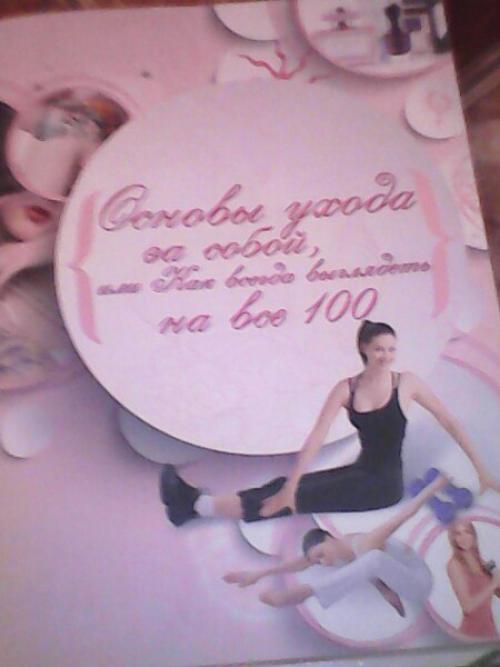 Основы ухода
за собой,
или Как всегда выглядеть
на все 100